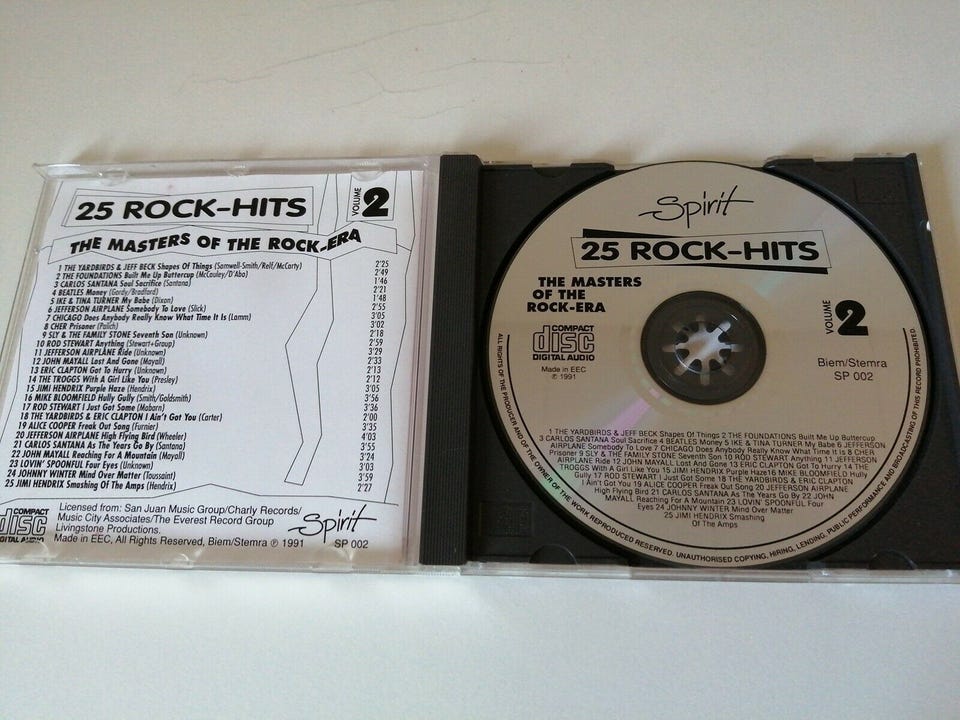 25 ROCK-HITS
VOLUME 2
THE MASTERS OF THE ROCK-ERA
1 THE YARDBIRDS & JEFF BECK Shapes Of Things (Samwell-Smith/Relf/McCarty) 2'25
2 THE FOUNDATIONS Built Me Up Buttercup (McCauley/D'Abo) 2'49
3 CARLOS SANTANA Soul Sacrifice (Santana) 1'46
4 BEATLES Money (Gordy/Bradford) 2'21
5 IKE & TINA TURNER My Babe (Dixon) 1'48
6 JEFFERSON AIRPLANE Somebody To Love (Slick) 2'55
7 CHICAGO Does Anybody Really Know What Time It Is (Lamm) 3'05
8 CHER Prisoner (Palich) 3'02
9 SLY & THE FAMILY STONE Seventh Son (Unknown) 2'18
10 ROD STEWART Anything (Stewart+Group) 2'59
11 JEFFERSON AIRPLANE Ride (Unknown) 3'29
12 JOHN MAYALL Lost And Gone (Mayall) 2'33
13 ERIC CLAPTON Got To Hurry (Unknown) 2'13
14 THE TROGGS With A Girl Like You (Presley) 2'12
15 JIMI HENDRIX Purple Haze (Hendrix) 3'05
16 MIKE BLOOMFIELD Hully Gully (Smith/Goldsmith) 3'56
17 ROD STEWART I Just Got Some (Mabarn) 3'36
18 THE YARDBIRDS & ERIC CLAPTON I Ain't Got You (Carter) 2'00
19 ALICE COOPER Freak Out Song (Furnier) 3'35
20 JEFFERSON AIRPLANE High Flying Bird (Wheeler) 4'03
21 CARLOS SANTANA As The Years Go By (Santana) 3'55
22 JOHN MAYALL Reaching For A Mountain (Mayall) 3'24
23 LOVIN' SPOONFUL Four Eyes (Unknown) 3'03
24 JOHNNY WINTER Mind Over Matter (Toussaint) 3'59
25 JIMI HENDRIX Smashing Of The Amps (Hendrix) 2'27
COMPACT
disc
DIGITAL AUDIO
Licensed from: San Juan Music Group/Charly Records/
Music City Associates/The Everest Record Group
Livingstone Productions,
Made in EEC, All Rights Reserved, Biem/Stemra ℗ 1991
Spirit
SP 002
Spirit
25 ROCK-HITS
THE MASTERS
OF THE
ROCK-ERA
VOLUME 2
COMPACT
disc
DIGITAL AUDIO
Made in EEC
℗ 1991
Biem/Stemra
SP 002
1 THE YARDBIRDS & JEFF BECK Shapes Of Things 2 THE FOUNDATIONS Built Me Up Buttercup
3 CARLOS SANTANA Soul Sacrifice 4 BEATLES Money 5 IKE & TINA TURNER My Babe 6 JEFFERSON
AIRPLANE Somebody To Love 7 CHICAGO Does Anybody Really Know What Time It Is 8 CHER
Prisoner 9 SLY & THE FAMILY STONE Seventh Son 10 ROD STEWART Anything 11 JEFFERSON
AIRPLANE Ride 12 JOHN MAYALL Lost And Gone 13 ERIC CLAPTON Got To Hurry 14 THE
TROGGS With A Girl Like You 15 JIMI HENDRIX Purple Haze16 MIKE BLOOMFIELD Hully
Gully 17 ROD STEWART I Just Got Some 18 THE YARDBIRDS & ERIC CLAPTON
I Ain't Got You 19 ALICE COOPER Freak Out Song 20 JEFFERSON AIRPLANE
High Flying Bird 21 CARLOS SANTANA As The Years Go By 22 JOHN
MAYALL Reaching For A Mountain 23 LOVIN' SPOONFUL Four
Eyes 24 JOHNNY WINTER Mind Over Matter
25 JIMI HENDRIX Smashing
Of The Amps
ALL RIGHTS OF THE PRODUCER AND OF THE OWNER OF THE WORK REPRODUCED RESERVED. UNAUTHORISED COPYING, HIRING, LENDING, PUBLIC PERFORMANCE AND BROADCASTING OF THIS RECORD PROHIBITED.